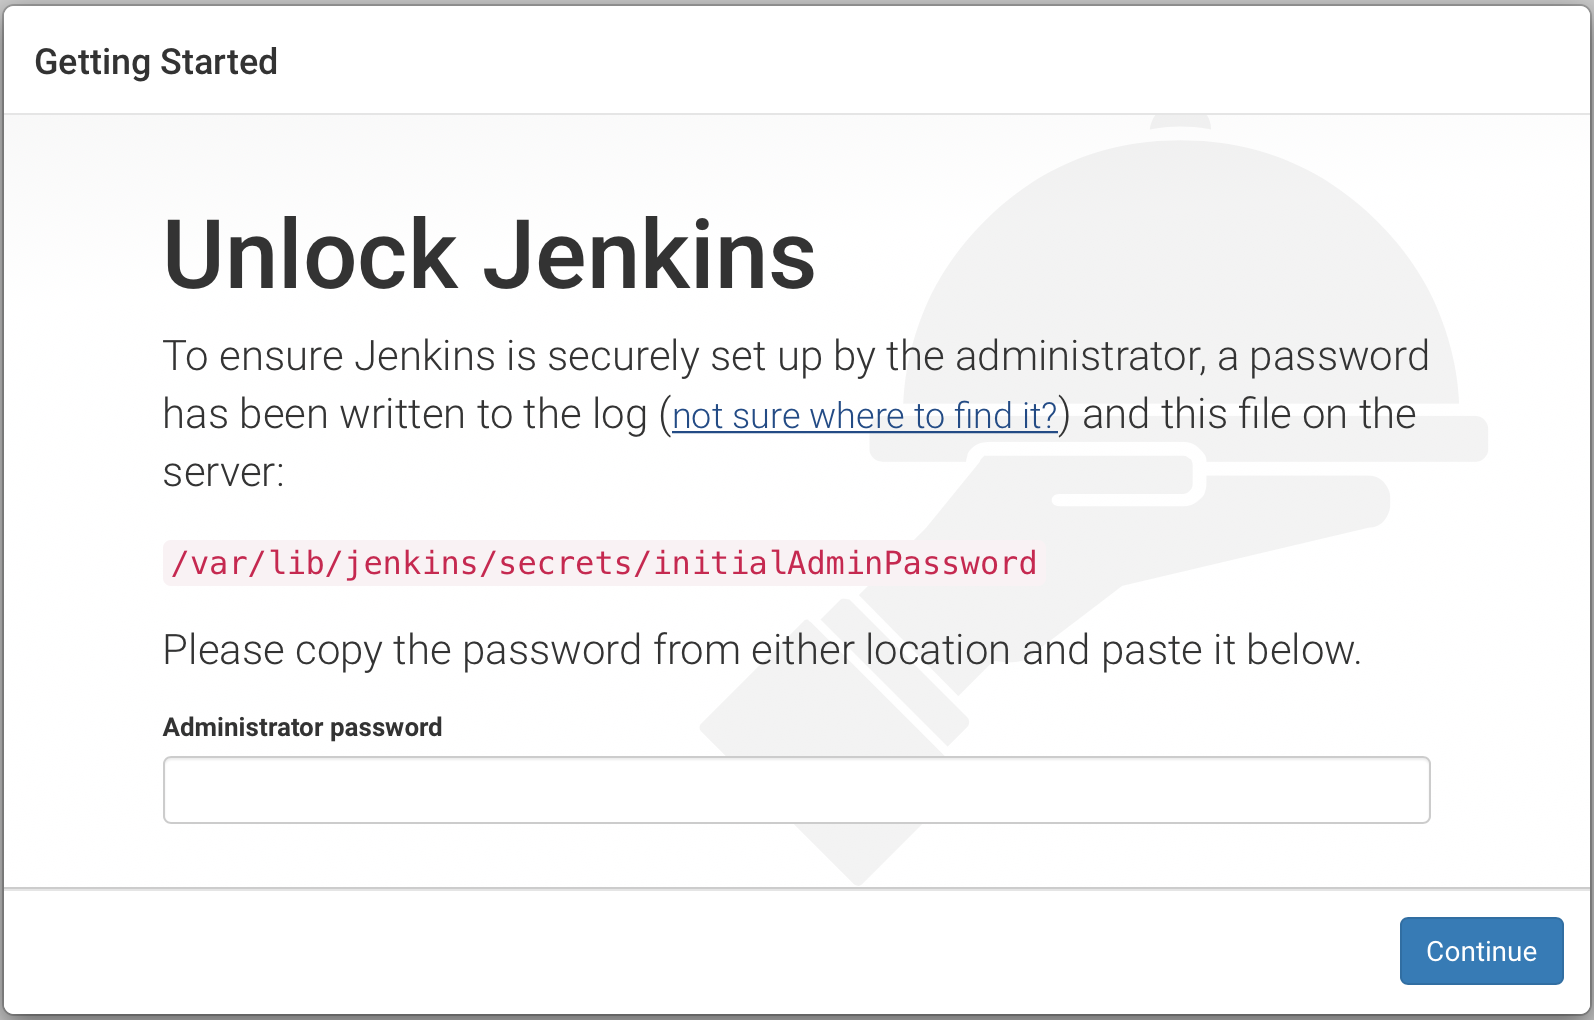 Getting Started
Unlock Jenkins
To ensure Jenkins is securely set up by the administrator, a password
has been written to the log (not sure where to find it?) and this file on the
server:
/var/lib/jenkins/secrets/initialAdminPassword
Please copy the password from either location and paste it below.
Administrator password
Continue